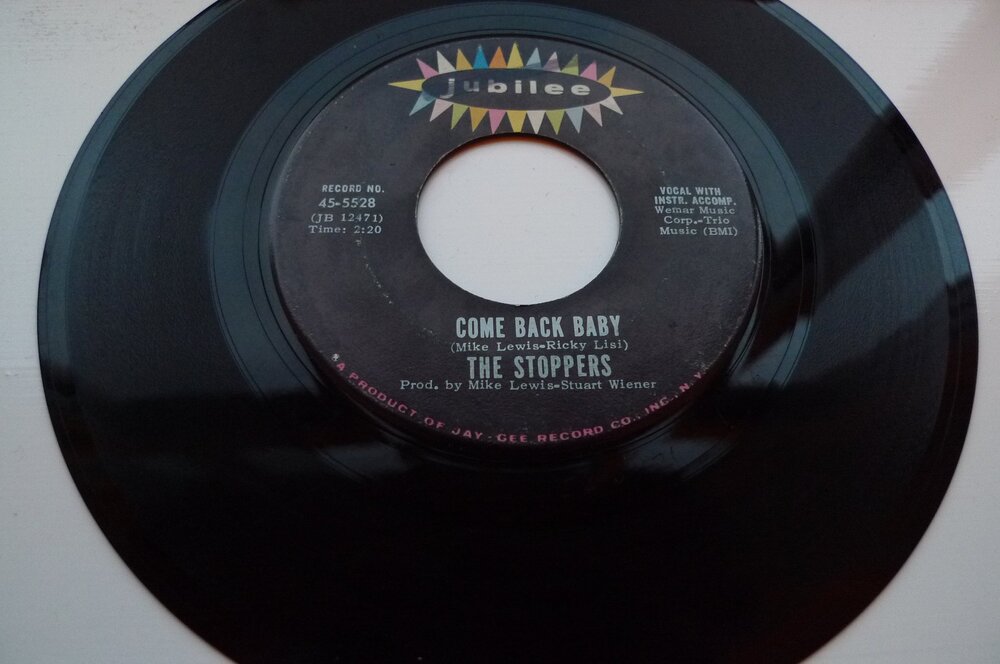 jubilee
RECORD NO.
45-5528
(JB 12471)
Time: 2:20
VOCAL WITH
INSTR. ACCOMP.
Wemar Music
Corp.-Trio
Music (BMI)
COME BACK BABY
(Mike Lewis-Ricky Lisi)
THE STOPPERS
Prod. by Mike Lewis-Stuart Wiener
A PRODUCT OF JAY-GEE RECORD CO., INC., N.Y.